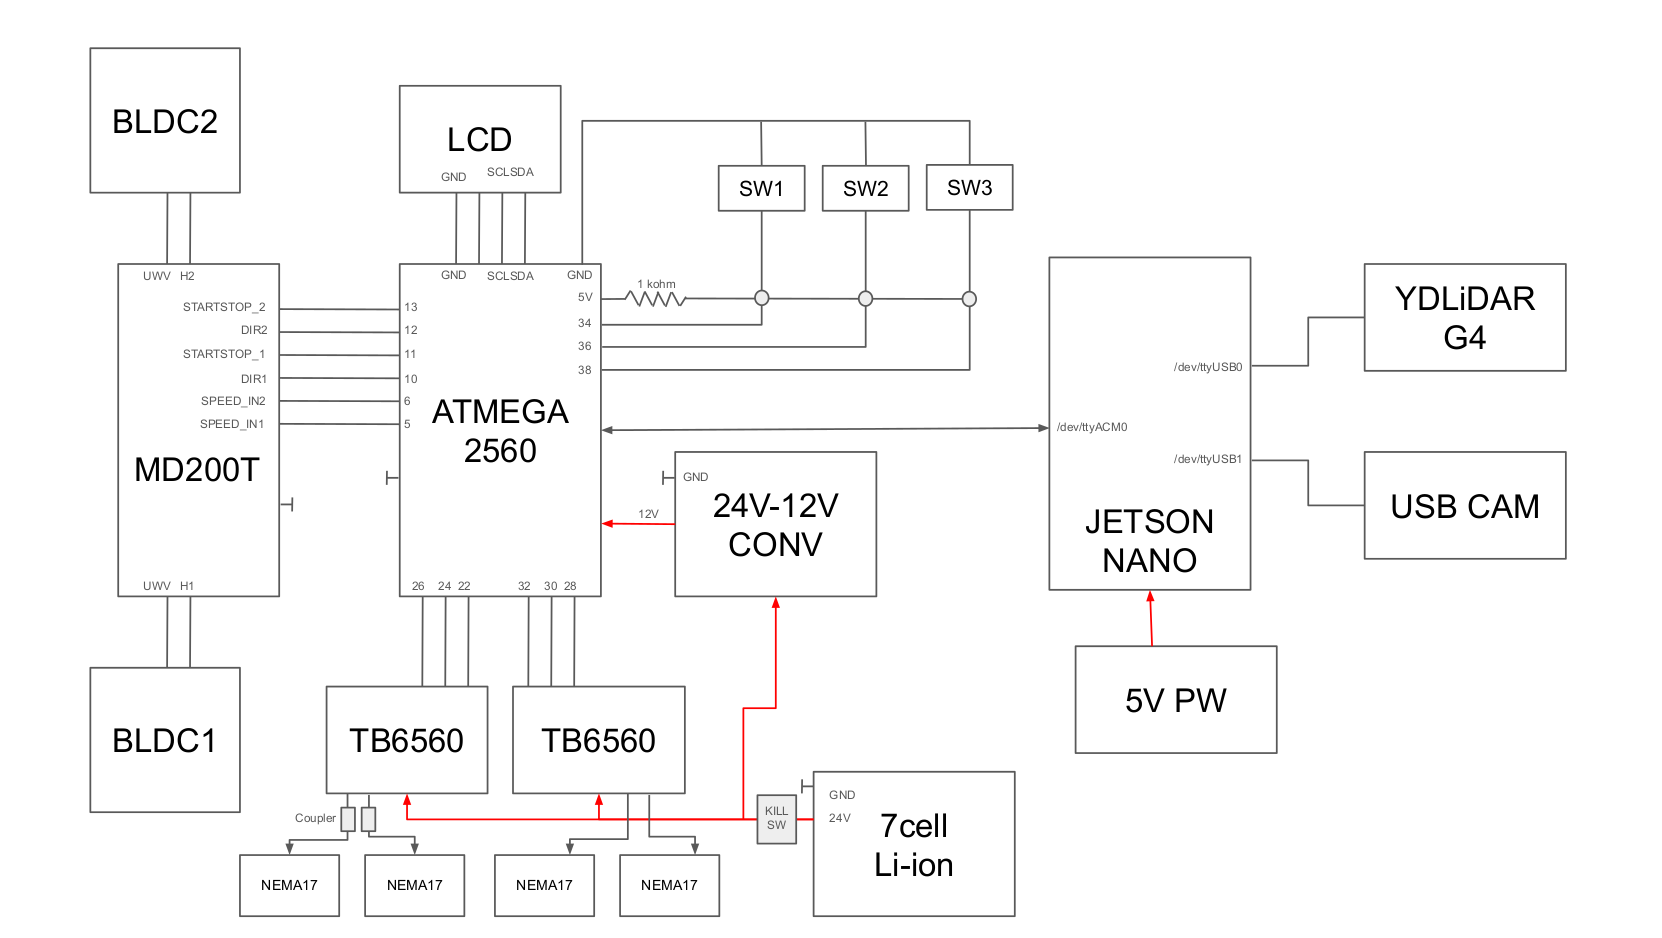 BLDC2
LCD
GND
SCLSDA
SW1
SW2
SW3
UWV H2
GND
SCLSDA
GND
5V
1 kohm
34
36
38
STARTSTOP_2
DIR2
STARTSTOP_1
DIR1
SPEED_IN2
SPEED_IN1
MD200T
13
12
11
10
6
5
ATMEGA
2560
UWV H1
26
24
22
32
30
28
12V
GND
24V-12V
CONV
/dev/ttyUSB0
/dev/ttyACM0
/dev/ttyUSB1
JETSON
NANO
YDLiDAR
G4
USB CAM
5V PW
BLDC1
TB6560
TB6560
Coupler
NEMA17
NEMA17
NEMA17
NEMA17
KILL
SW
GND
24V
7cell
Li-ion